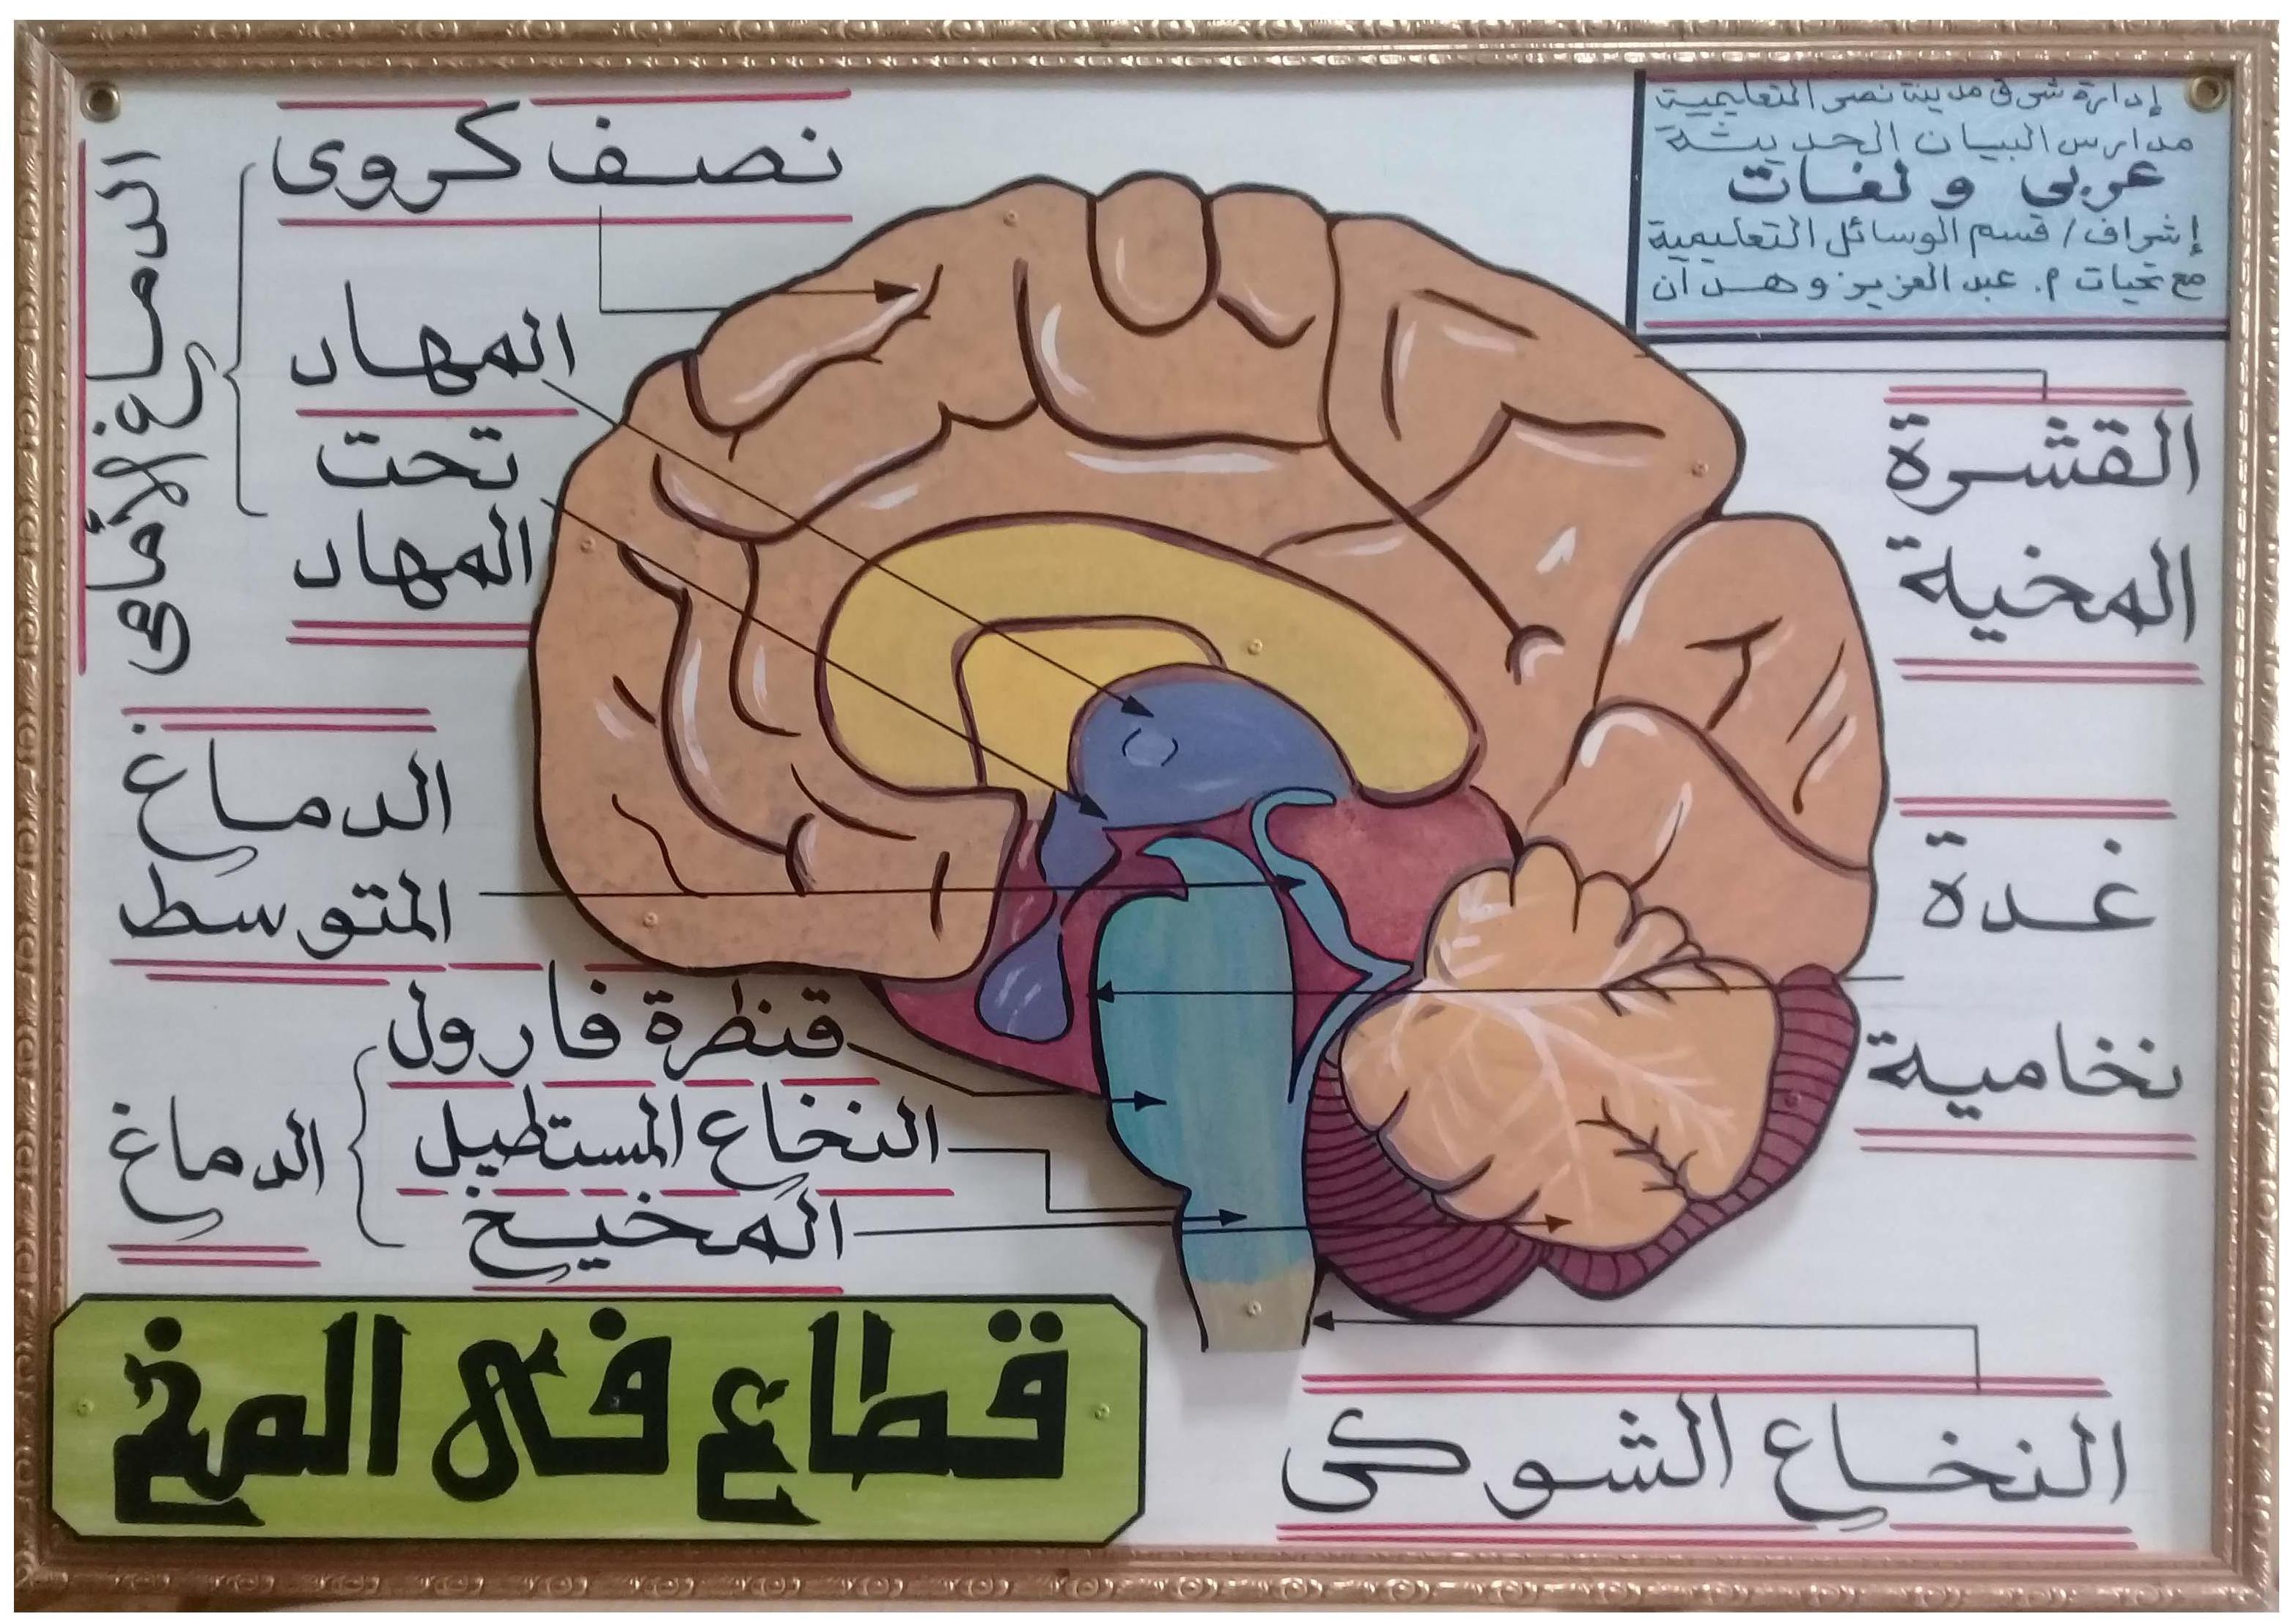 إدارة شرق مدينة نصر التعليمية
مدارس البيان الحديثة
عربى ولغات
إشراف / قسم الوسائل التعليمية
مع تحيات م. عبد العزيز وهدان
نصف كروى
المهاد
تحت
المهاد
الدماغ الأمامى
القشرة
المخية
الدماغ
المتوسط
غدة
نخامية
قنطرة فارول
النخاع المستطيل
المخيخ
الدماغ
النخاع الشوكى
قطاع فى المخ